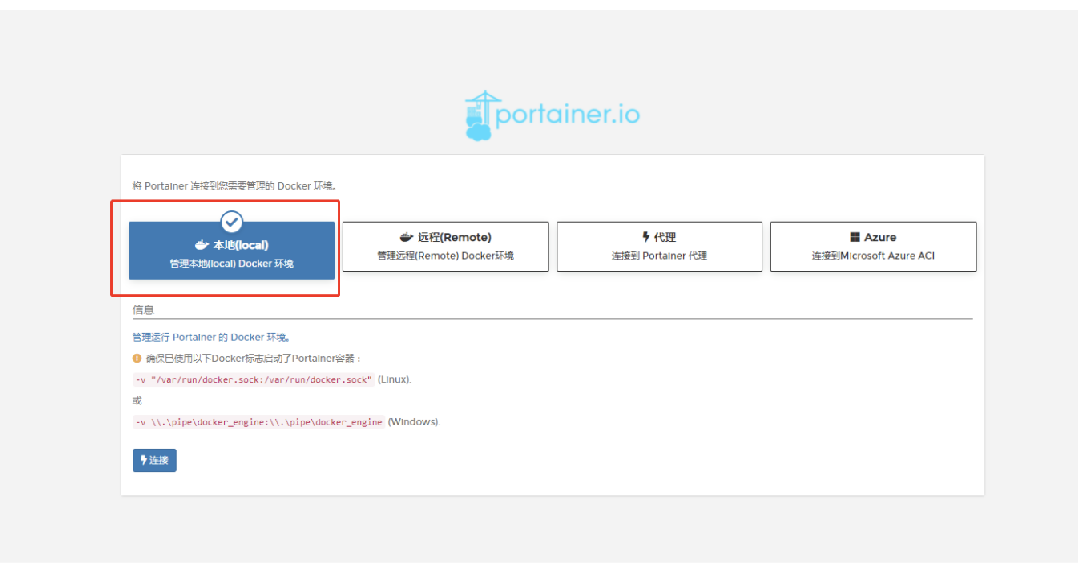 portainer.io
将 Portainer 连接到您需要管理的 Docker 环境。
本地(local)
管理本地(local) Docker 环境
远程(Remote)
管理远程(Remote) Docker环境
代理
连接到 Portainer 代理
Azure
连接到Microsoft Azure ACI
信息
管理运行 Portainer 的 Docker 环境。
确保已使用以下Docker标志启动了Portainer容器：
-v "/var/run/docker.sock:/var/run/docker.sock" (Linux).
或
-v \\.\pipe\docker_engine:\\.\pipe\docker_engine (Windows).
连接